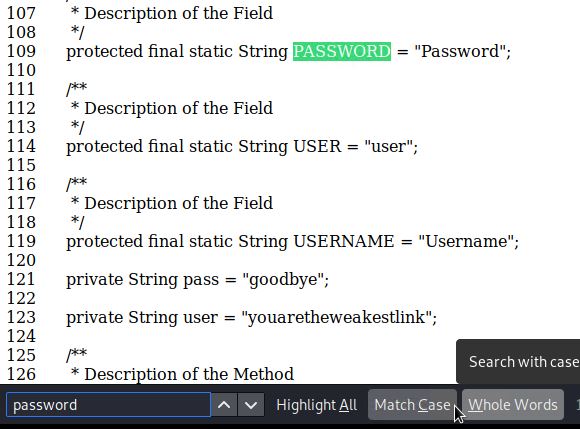 107 * Description of the Field
108 */
109 protected final static String PASSWORD = "Password";
110
111 /**
112 * Description of the Field
113 */
114 protected final static String USER = "user";
115
116 /**
117 * Description of the Field
118 */
119 protected final static String USERNAME = "Username";
120
121 private String pass = "goodbye";
122
123 private String user = "youaretheweakestlink";
124
125 /**
126 * Description of the Method
Search with case
password Highlight All Match Case Whole Words